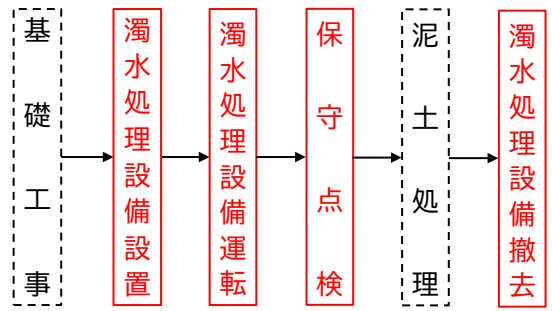 基礎工事
濁水処理設備設置
濁水処理設備運転
保守点検
泥土処理
濁水処理設備撤去